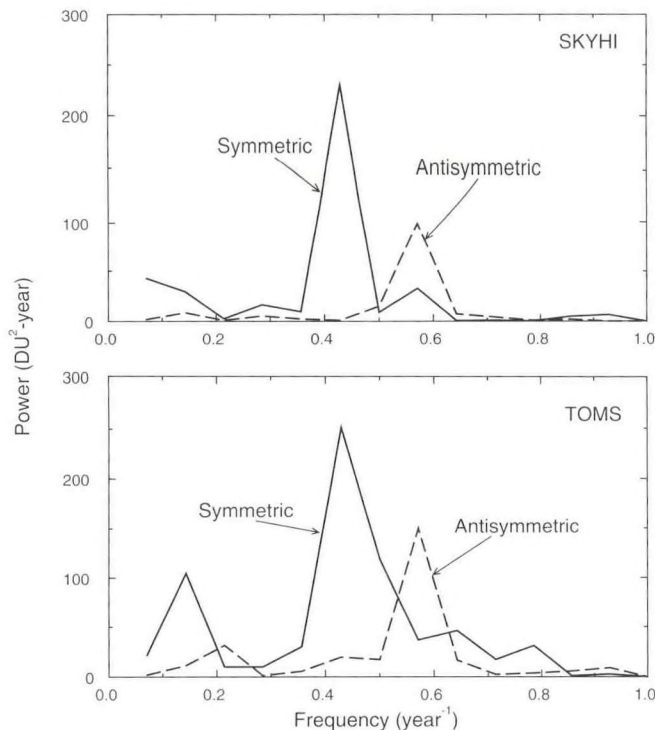 300
SKYHI
200
Symmetric
Antisymmetric
100
0
0.0 0.2 0.4 0.6 0.8 1.0
Power (DU²-year)
300
TOMS
200
Symmetric
Antisymmetric
100
0
0.0 0.2 0.4 0.6 0.8 1.0
Frequency (year⁻¹)